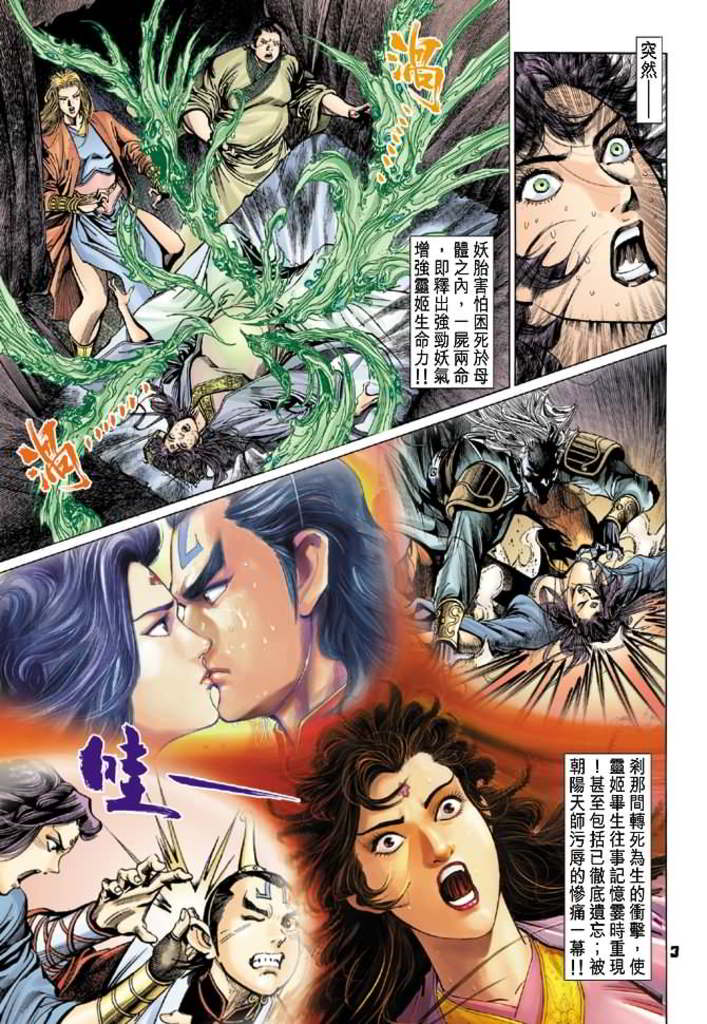 突然——
妖胎害怕困死於母
體之內，一屍兩命
，即釋出強勁妖氣
增強靈姬生命力!!
渦
渦
剎那間轉死為生的衝擊，使
靈姬畢生往事記憶霎時重現
！甚至包括已徹底遺忘；被
朝陽天師污辱的慘痛一幕!!
哇—
3